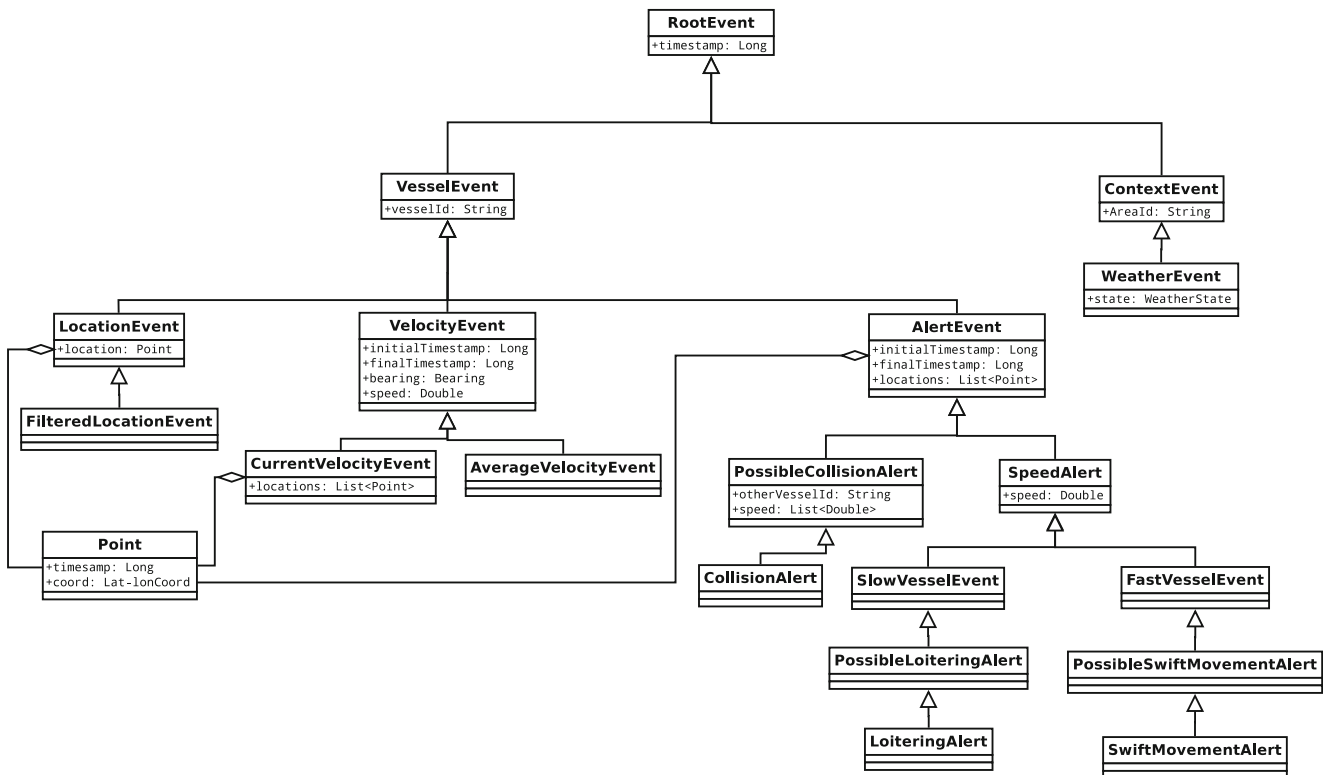 RootEvent
+timestamp: Long
VesselEvent
+vesselId: String
ContextEvent
+AreaId: String
WeatherEvent
+state: WeatherState
LocationEvent
+location: Point
VelocityEvent
+initialTimestamp: Long
+finalTimestamp: Long
+bearing: Bearing
+speed: Double
AlertEvent
+initialTimestamp: Long
+finalTimestamp: Long
+locations: List<Point>
FilteredLocationEvent
CurrentVelocityEvent
+locations: List<Point>
AverageVelocityEvent
PossibleCollisionAlert
+otherVesselId: String
+speed: List<Double>
SpeedAlert
+speed: Double
Point
+timesamp: Long
+coord: Lat-lonCoord
CollisionAlert
SlowVesselEvent
FastVesselEvent
PossibleLoiteringAlert
PossibleSwiftMovementAlert
LoiteringAlert
SwiftMovementAlert